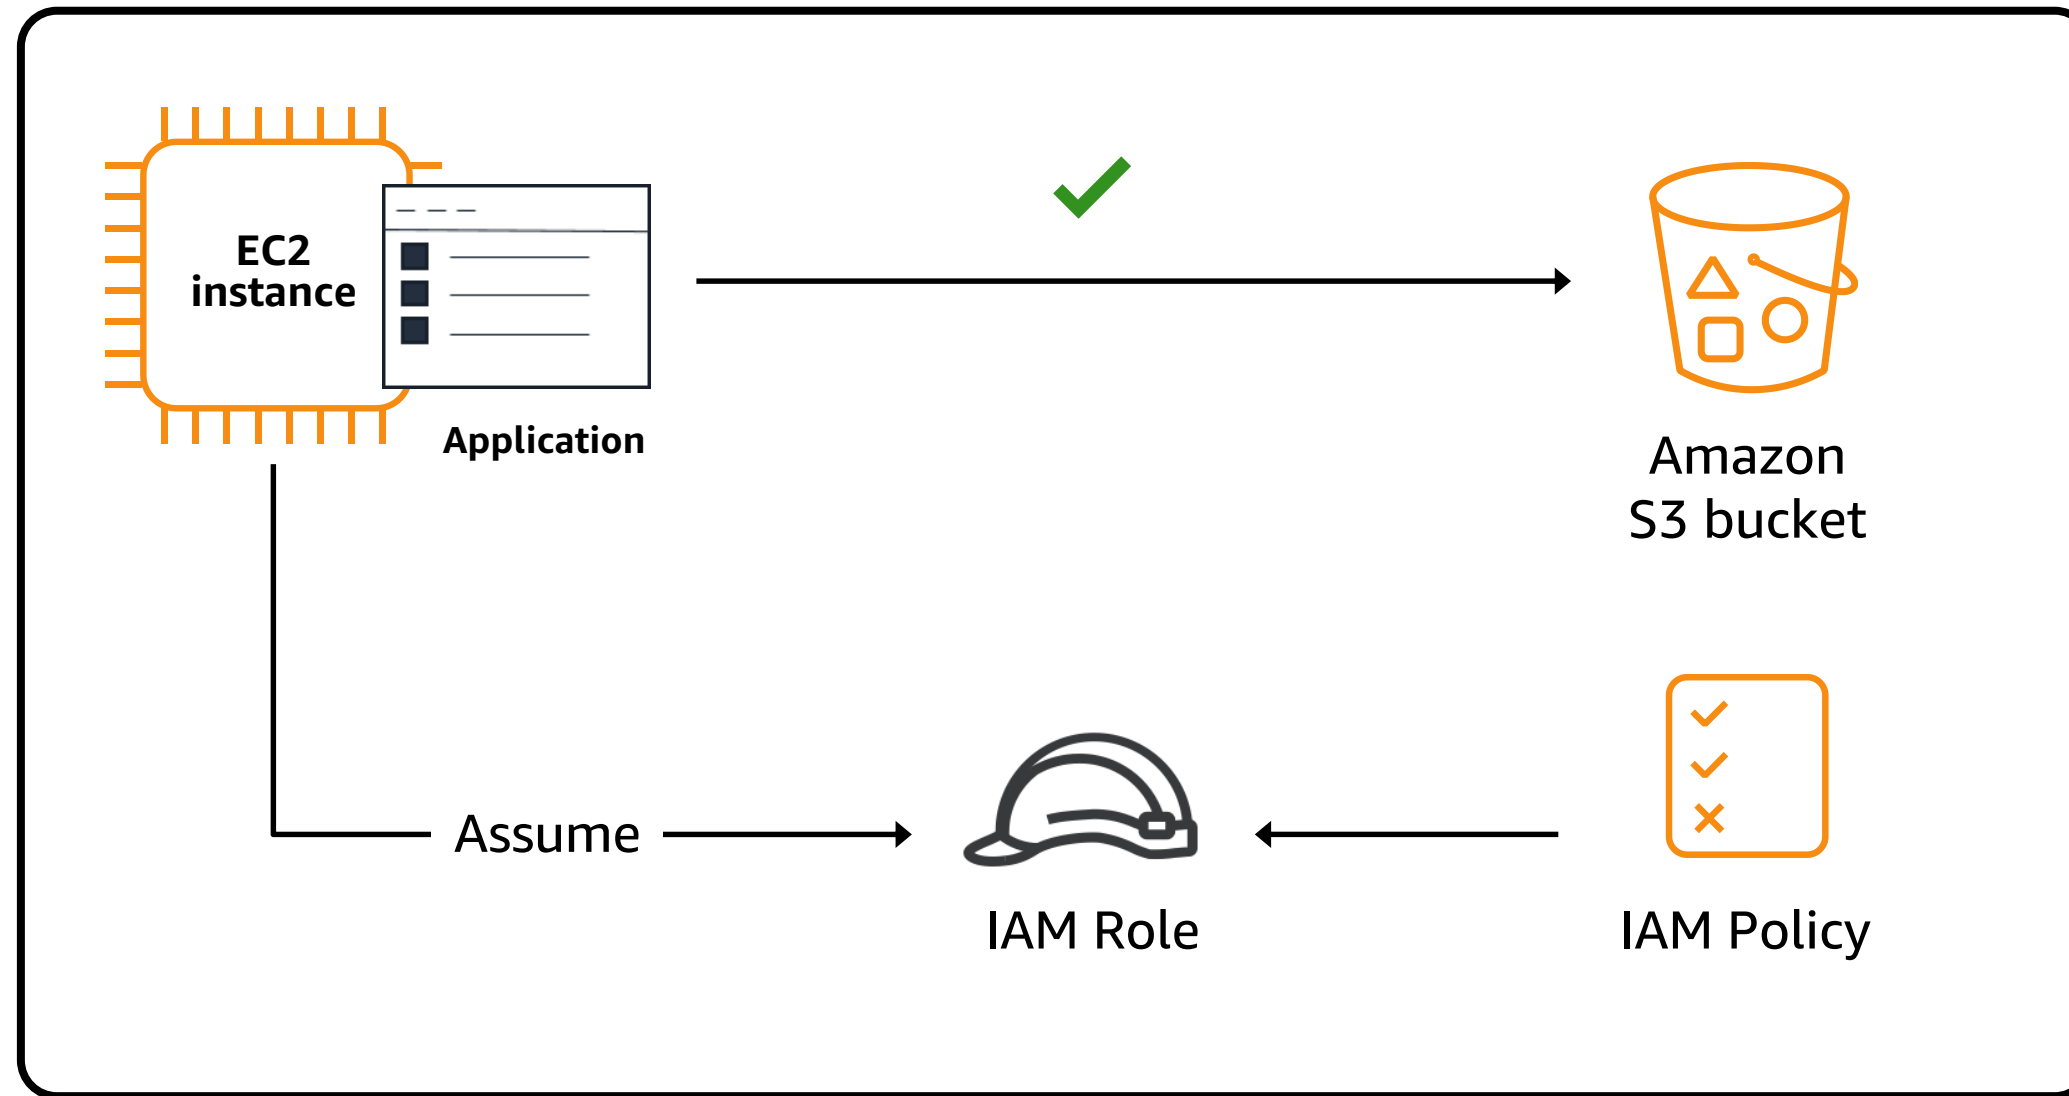 EC2
instance
Application
Amazon
S3 bucket
Assume
IAM Role
IAM Policy